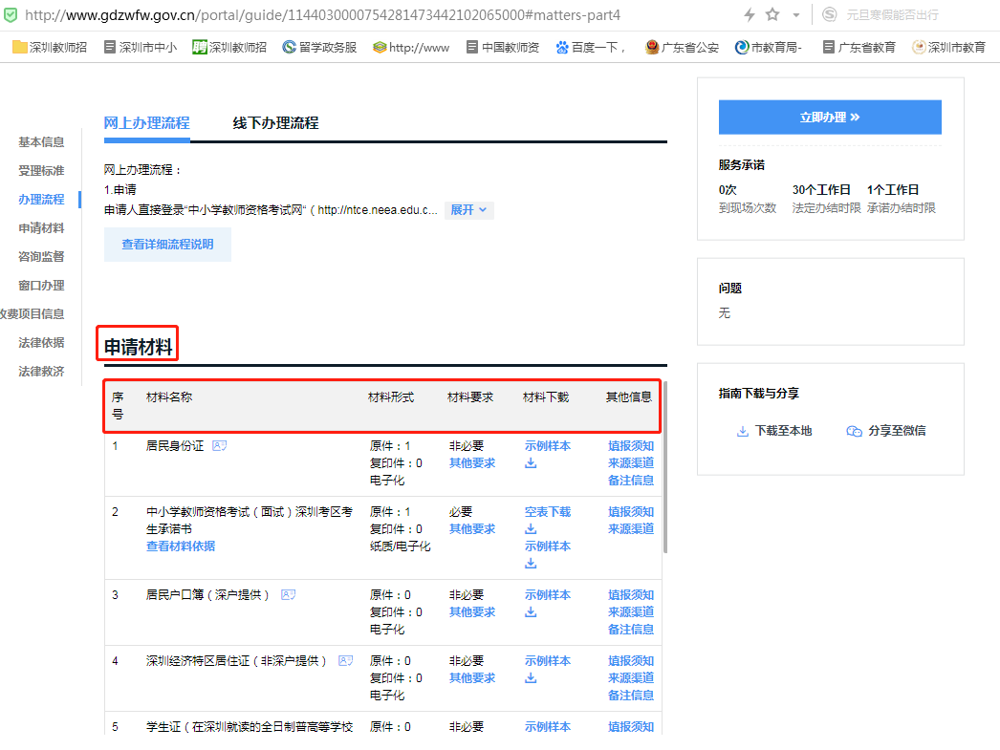 http://www.gdzwfw.gov.cn/portal/guide/11440300007542814734421020650​00#matters-part4
元旦寒假能否出行
深圳教师招
深圳市中小
聘
深圳教师招
留学政务服
http://www
中国教师资
百度一下，
广东省公安
市教育局-
广东省教育
深圳市教育
基本信息
受理标准
办理流程
申请材料
咨询监督
窗口办理
收费项目信息
法律依据
法律救济
网上办理流程 线下办理流程
网上办理流程：
1.申请
申请人直接登录“中小学教师资格考试网“（http://ntce.neea.edu.c... 展开
查看详细流程说明
申请材料
序号 材料名称 材料形式 材料要求 材料下载 其他信息
1 居民身份证 原件：1 非必要 示例样本 填报须知
复印件：0 其他要求 来源渠道
电子化 备注信息
2 中小学教师资格考试（面试）深圳考区考 原件：1 必要 空表下载 填报须知
生承诺书 复印件：0 其他要求 来源渠道
查看材料依据 纸质/电子化 示例样本
3 居民户口簿（深户提供） 原件：0 非必要 示例样本 填报须知
复印件：0 其他要求 来源渠道
电子化 备注信息
4 深圳经济特区居住证（非深户提供） 原件：0 非必要 示例样本 填报须知
复印件：0 其他要求 来源渠道
电子化 备注信息
5 学生证（在深圳就读的全日制普高等学校 原件：0 非必要 示例样本 填报须知
立即办理 »
服务承诺
0次 30个工作日 1个工作日
到现场次数 法定办结时限 承诺办结时限
问题
无
指南下载与分享
下载至本地 分享至微信